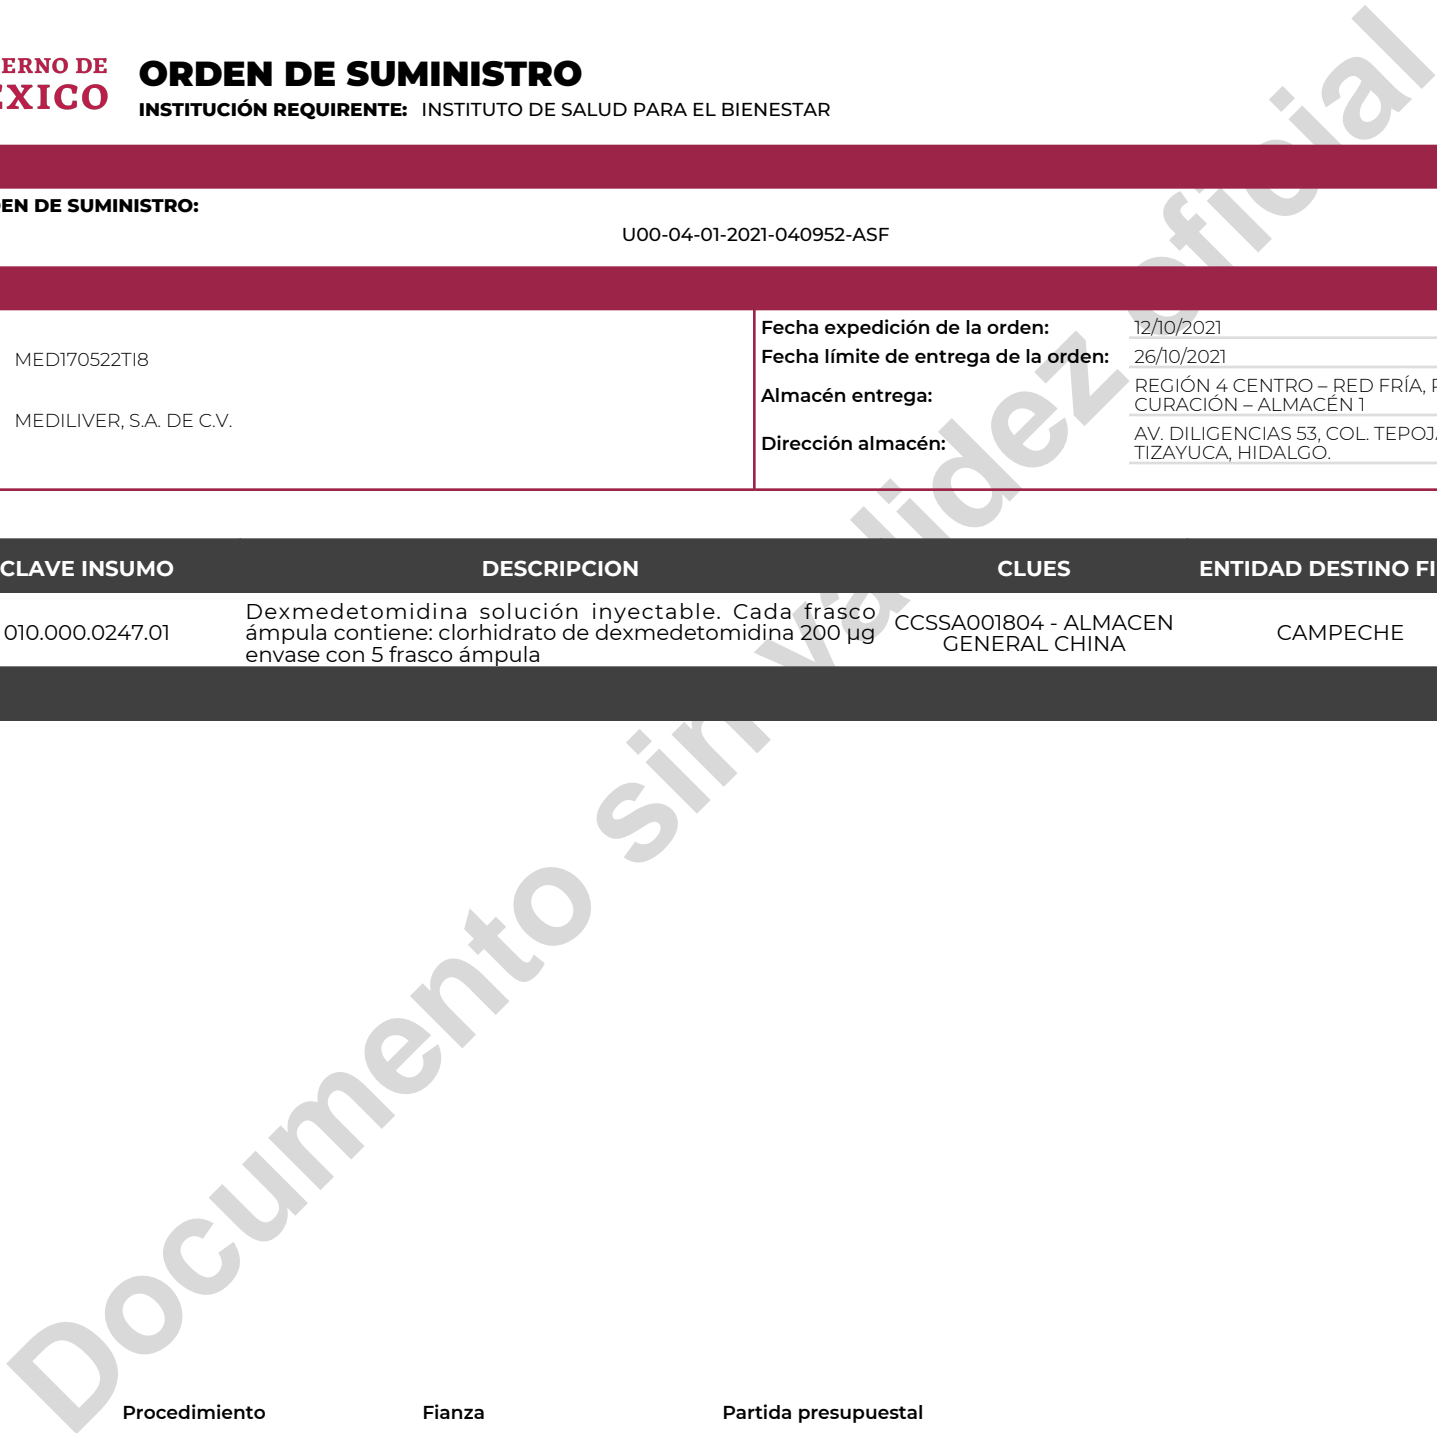 ERNO DE
EXICO
ORDEN DE SUMINISTRO
INSTITUCIÓN REQUIRENTE: INSTITUTO DE SALUD PARA EL BIENESTAR
EN DE SUMINISTRO:
U00-04-01-2021-040952-ASF
MED170522TI8
MEDILIVER, S.A. DE C.V.
Fecha expedición de la orden: 12/10/2021
Fecha límite de entrega de la orden: 26/10/2021
Almacén entrega: REGIÓN 4 CENTRO – RED FRÍA,
CURACIÓN – ALMACÉN 1
Dirección almacén: AV. DILIGENCIAS 53, COL. TEPOJ
TIZAYUCA, HIDALGO.
CLAVE INSUMO DESCRIPCION CLUES ENTIDAD DESTINO FI
010.000.0247.01
Dexmedetomidina solución inyectable. Cada frasco
ámpula contiene: clorhidrato de dexmedetomidina 200 µg
envase con 5 frasco ámpula
CCSSA001804 - ALMACEN
GENERAL CHINA
CAMPECHE
Procedimiento Fianza Partida presupuestal
Documento sin validez oficial